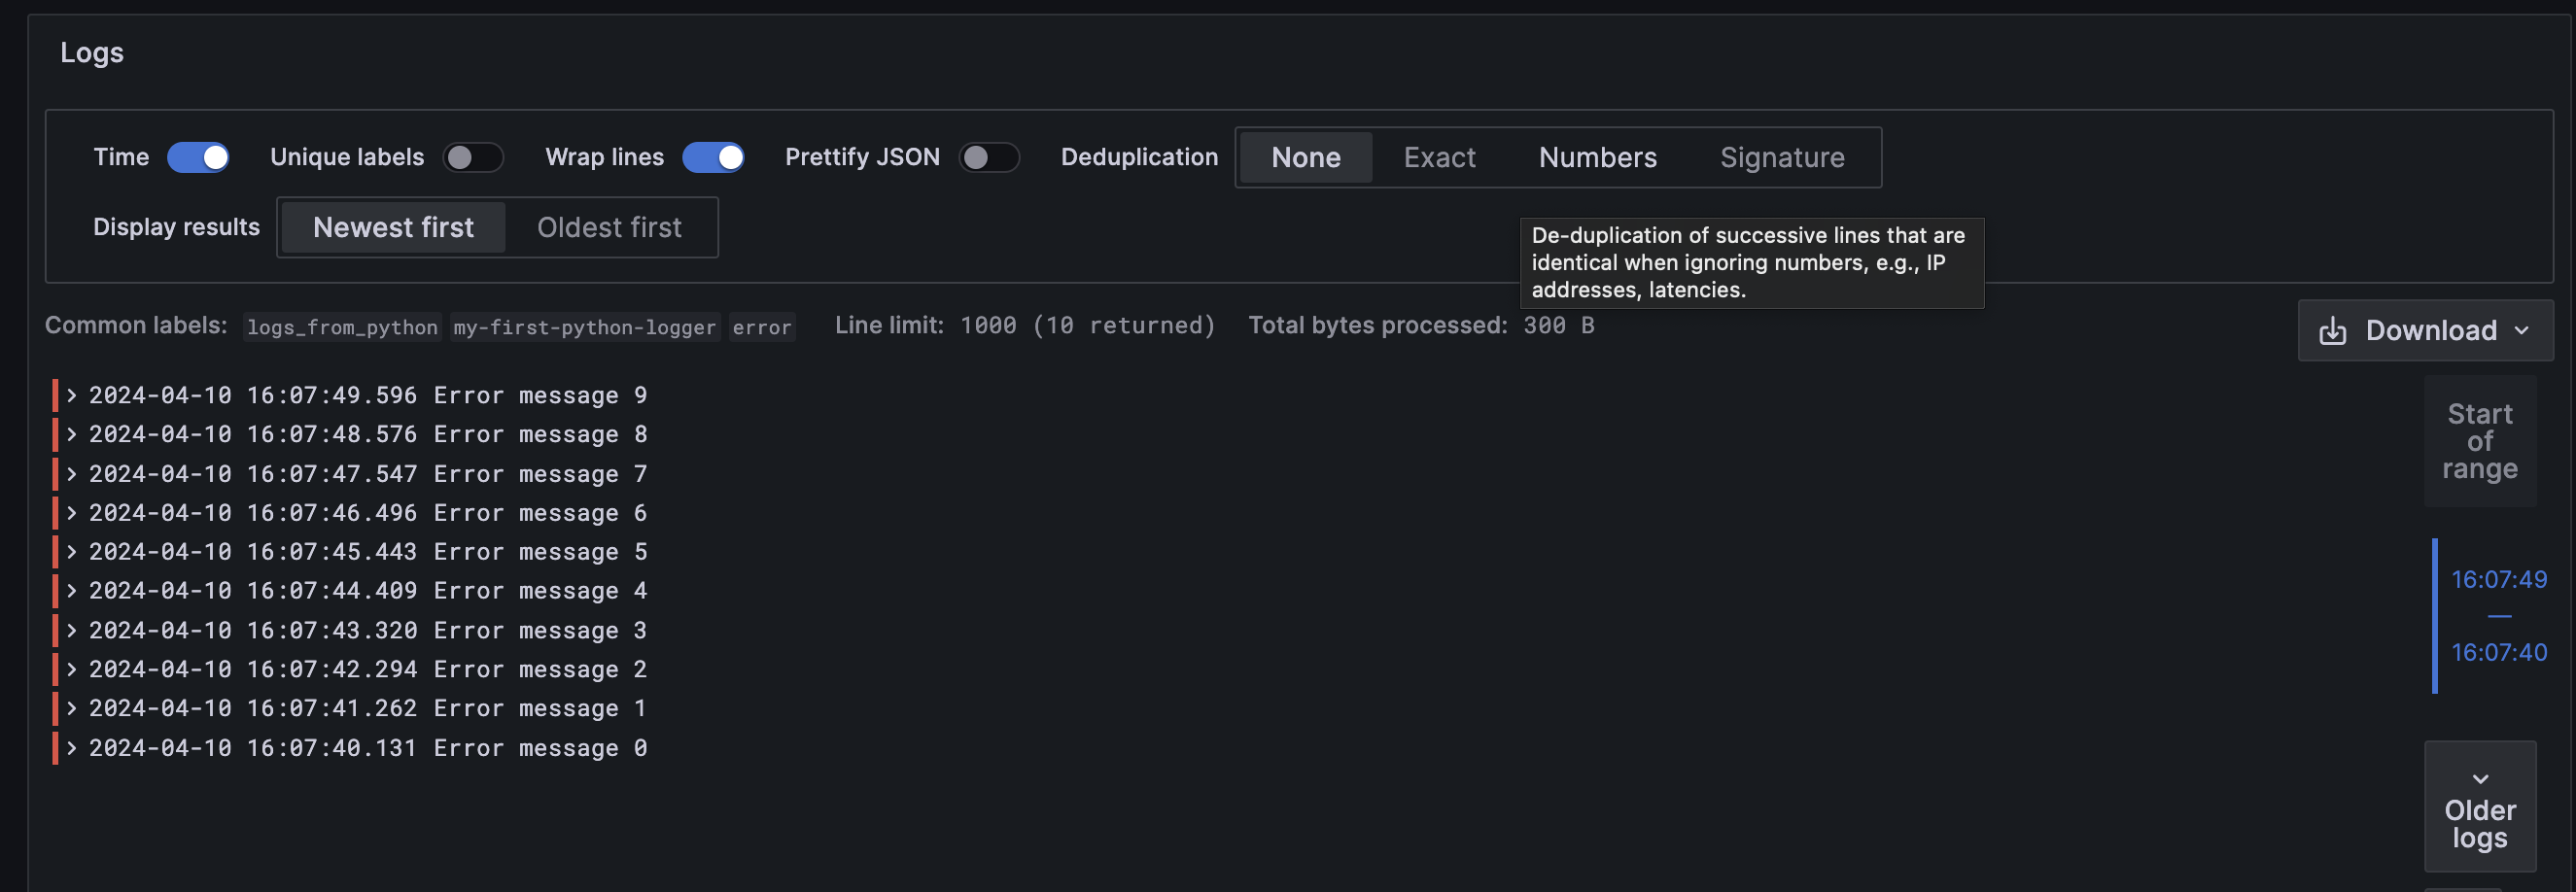 Logs
Time Unique labels Wrap lines Prettify JSON Deduplication None Exact Numbers Signature
Display results Newest first Oldest first
De-duplication of successive lines that are
identical when ignoring numbers, e.g., IP
addresses, latencies.
Common labels: logs_from_python my-first-python-logger error Line limit: 1000 (10 returned) Total bytes processed: 300 B
Download
2024-04-10 16:07:49.596 Error message 9
2024-04-10 16:07:48.576 Error message 8
2024-04-10 16:07:47.547 Error message 7
2024-04-10 16:07:46.496 Error message 6
2024-04-10 16:07:45.443 Error message 5
2024-04-10 16:07:44.409 Error message 4
2024-04-10 16:07:43.320 Error message 3
2024-04-10 16:07:42.294 Error message 2
2024-04-10 16:07:41.262 Error message 1
2024-04-10 16:07:40.131 Error message 0
Start
of
range
16:07:49
—
16:07:40
Older
logs